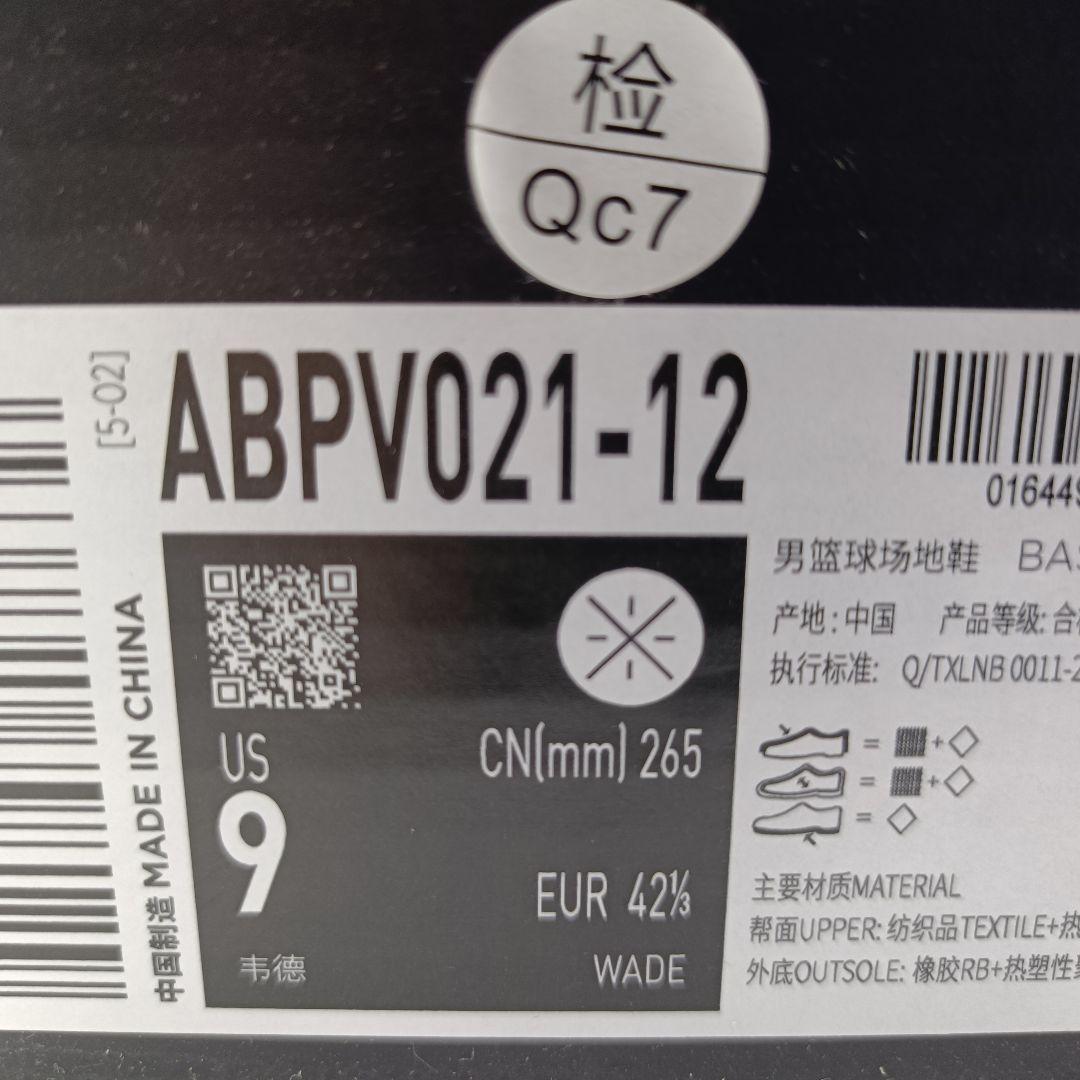 检
Qc7
[5-02]
ABPV021-12
中国制造 MADE IN CHINA
US
9
韦德
CN(mm) 265
EUR 42⅓
WADE
01644
男篮球场地鞋
产地: 中国 产品等级:
执行标准: Q/TXLNB 0011-2
= +
= +
=
主要材质MATERIAL
帮面UPPER: 纺织品TEXTILE+热
外底OUTSOLE: 橡胶RB+热塑性